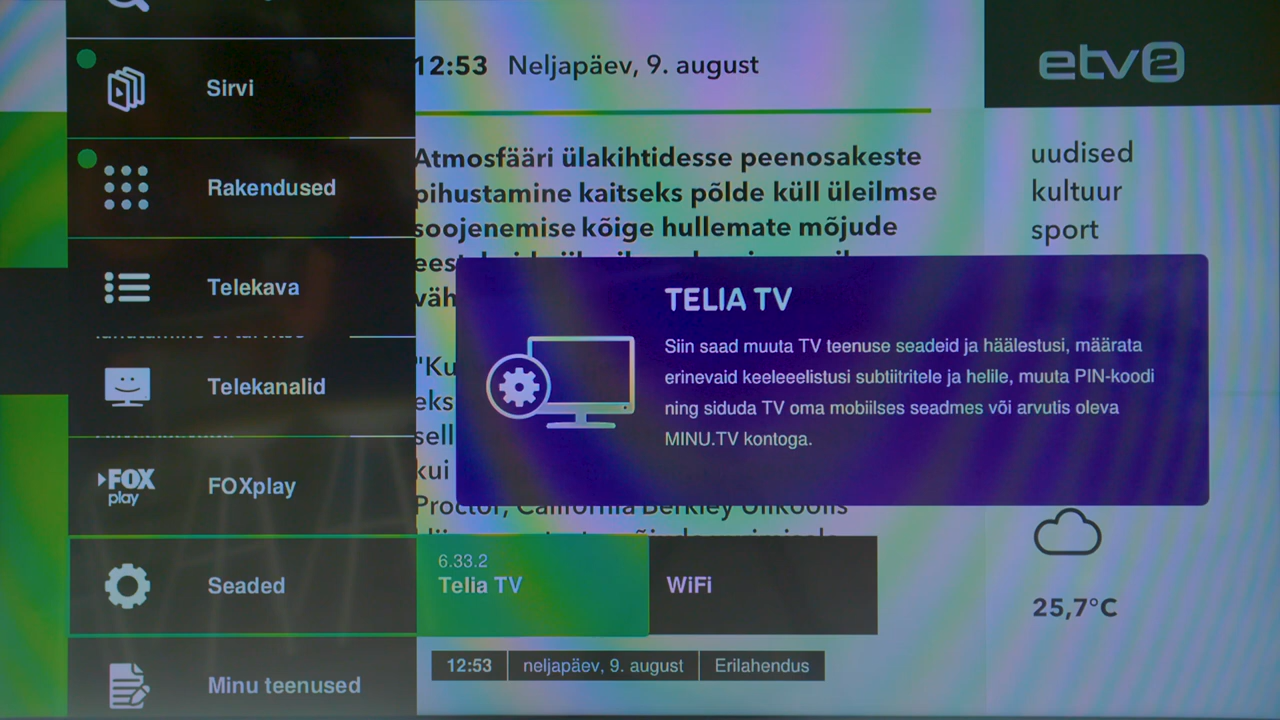 Sirvi
Rakendused
Telekava
Telekanalid
FOX
play
FOXplay
Seaded
Minu teenused
12:53 Neljapäev, 9. august
etv2
Atmosfääri ülakihtidesse peenosakeste
pihustamine kaitseks põlde küll üleilmse
soojenemise kõige hullemate mõjude
uudised
kultuur
sport
TELIA TV
Siin saad muuta TV teenuse seadeid ja häälestusi, määrata
erinevaid keeleeelistusi subtiitritele ja helile, muuta PIN-koodi
ning siduda TV oma mobiilses seadmes või arvutis oleva
MINU.TV kontoga.
"Ku
eks
sell
kui
Proctor, California Berkley Ülikoolis
6.33.2
Telia TV
WiFi
25,7°C
12:53 neljapäev, 9. august Erilahendus